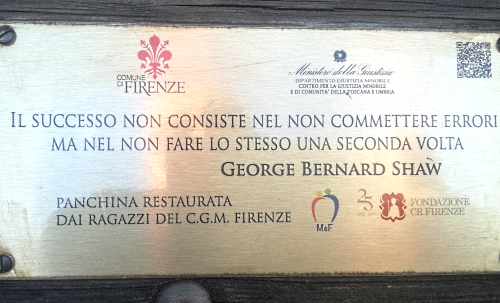 COMUNE
DI FIRENZE
Ministero della Giustizia
DIPARTIMENTO GIUSTIZIA MINORILE
CENTRO PER LA GIUSTIZIA MINORILE
E DI COMUNITA' DELLA TOSCANA E UMBRIA
IL SUCCESSO NON CONSISTE NEL NON COMMETTERE ERRORI
MA NEL NON FARE LO STESSO UNA SECONDA VOLTA
GEORGE BERNARD SHAW
PANCHINA RESTAURATA
DAI RAGAZZI DEL C.G.M. FIRENZE
M&F
25
FONDAZIONE
CR FIRENZE